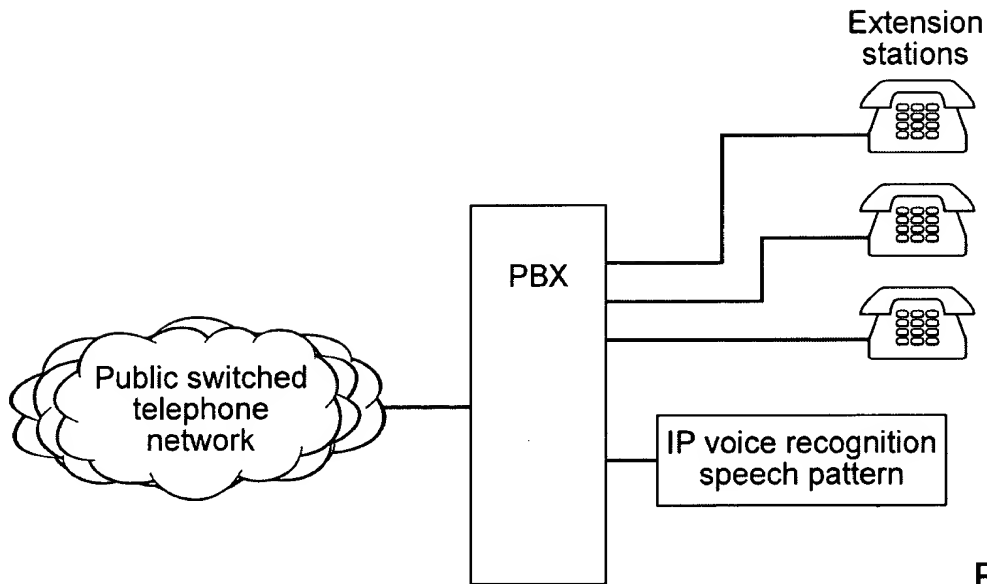 Extension
stations
PBX
Public switched
telephone
network
IP voice recognition
speech pattern